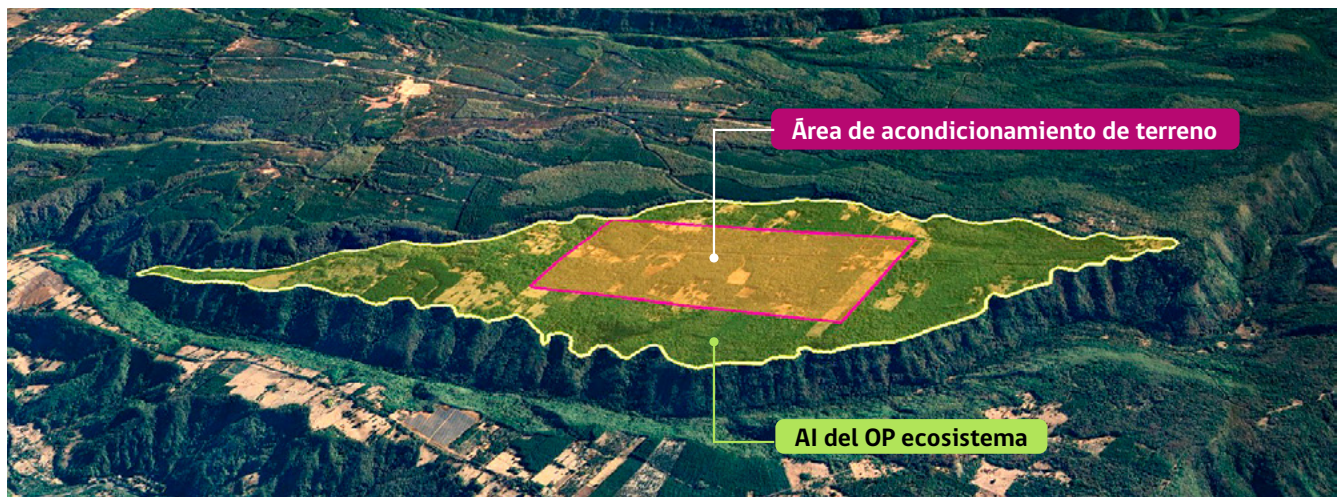 Área de acondicionamiento de terreno
AI del OP ecosistema